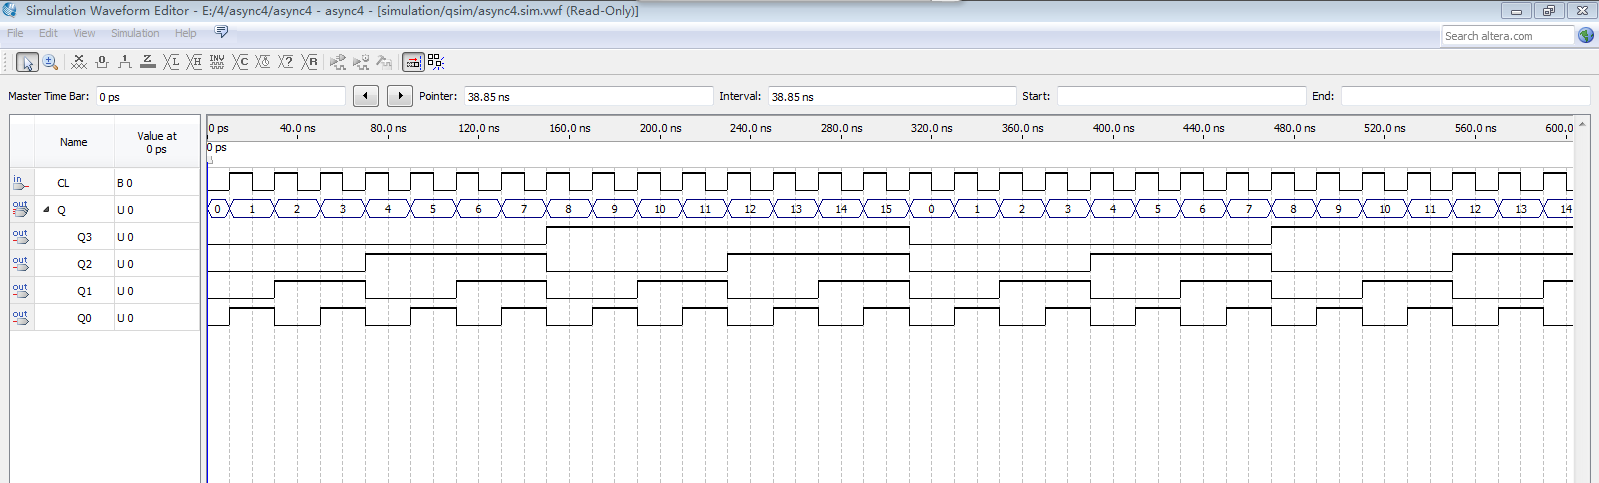 Simulation Waveform Editor - E:/4/async4/async4 - async4 - [simulation/qsim/async4.sim.vwf (Read-Only)]
File Edit View Simulation Help
Search altera.com
Master Time Bar: 0 ps Pointer: 38.85 ns Interval: 38.85 ns Start: End:
Name Value at 0 ps
0 ps 40.0 ns 80.0 ns 120.0 ns 160.0 ns 200.0 ns 240.0 ns 280.0 ns 320.0 ns 360.0 ns 400.0 ns 440.0 ns 480.0 ns 520.0 ns 560.0 ns 600.0
0 ps
in CL B 0
out Q U 0 0 1 2 3 4 5 6 7 8 9 10 11 12 13 14 15 0 1 2 3 4 5 6 7 8 9 10 11 12 13 14
out Q3 U 0
out Q2 U 0
out Q1 U 0
out Q0 U 0